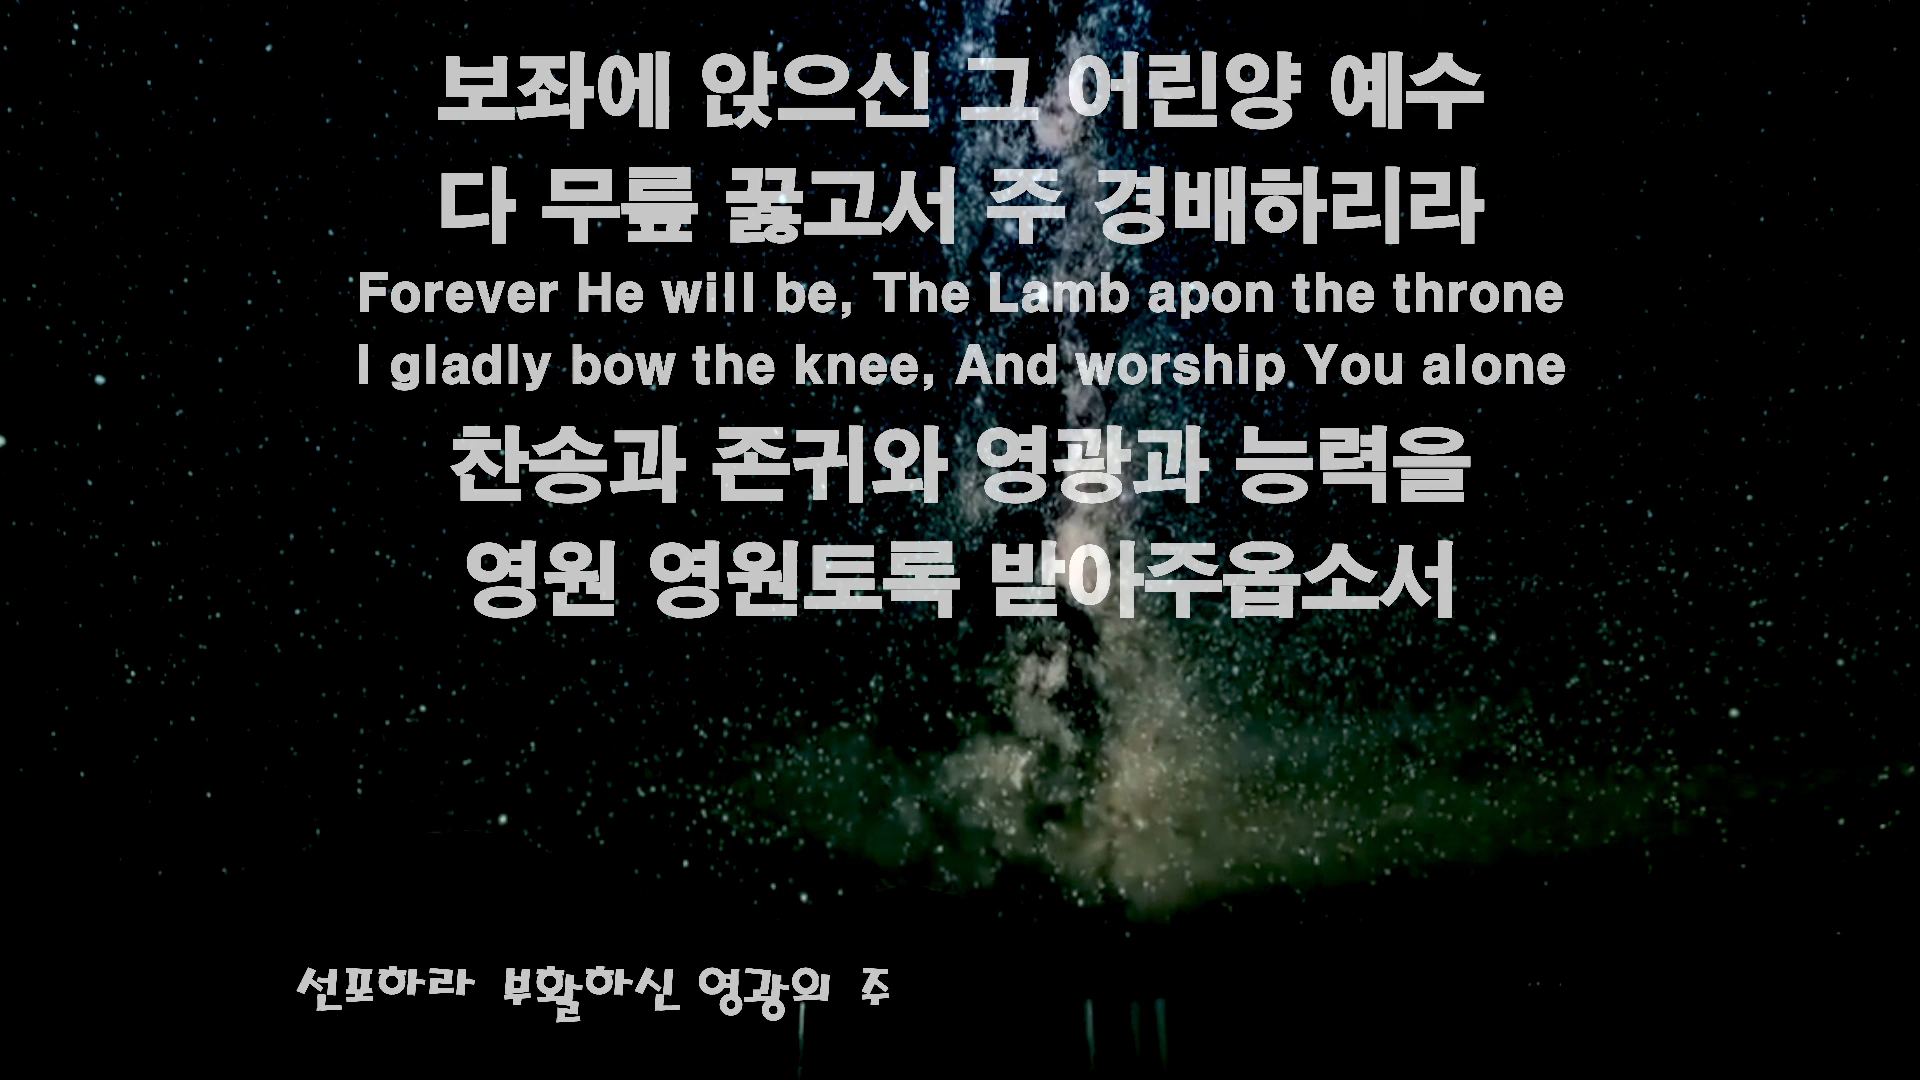 보좌에 앉으신 그 어린양 예수
다 무릎 꿇고서 주 경배하리라
Forever He will be, The Lamb apon the throne
I gladly bow the knee, And worship You alone
찬송과 존귀와 영광과 능력을
영원 영원토록 받아주옵소서
선포하라 부활하신 영광의 주